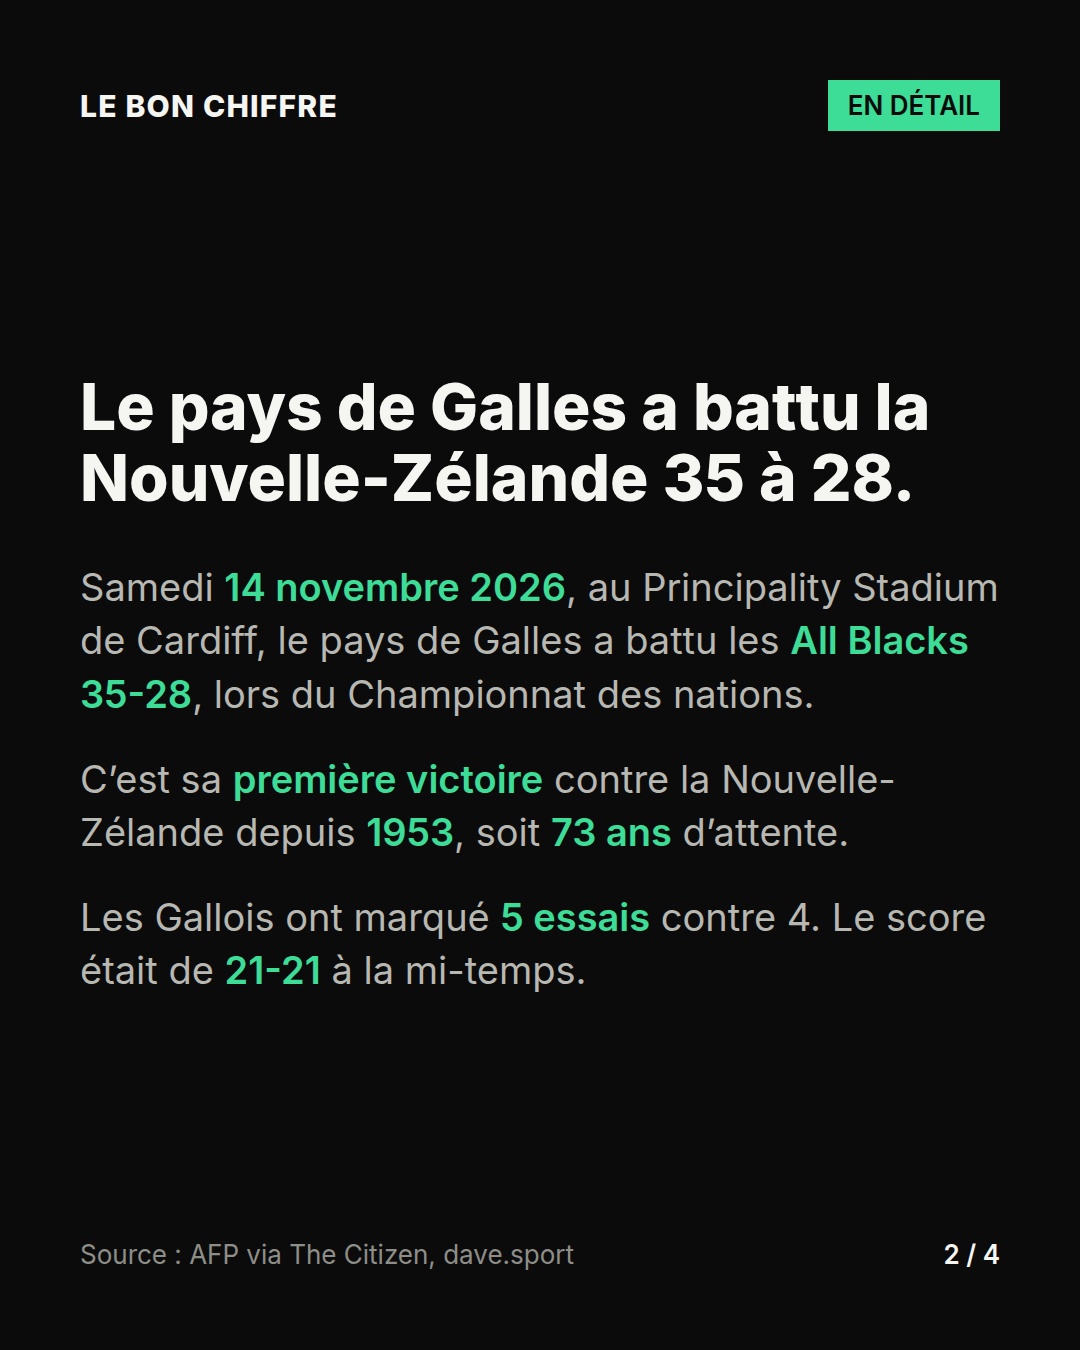 LE BON CHIFFRE
EN DÉTAIL
Le pays de Galles a battu la
Nouvelle-Zélande 35 à 28.
Samedi 14 novembre 2026, au Principality Stadium
de Cardiff, le pays de Galles a battu les All Blacks
35-28, lors du Championnat des nations.
C’est sa première victoire contre la Nouvelle-
Zélande depuis 1953, soit 73 ans d’attente.
Les Gallois ont marqué 5 essais contre 4. Le score
était de 21-21 à la mi-temps.
Source : AFP via The Citizen, dave.sport
2 / 4